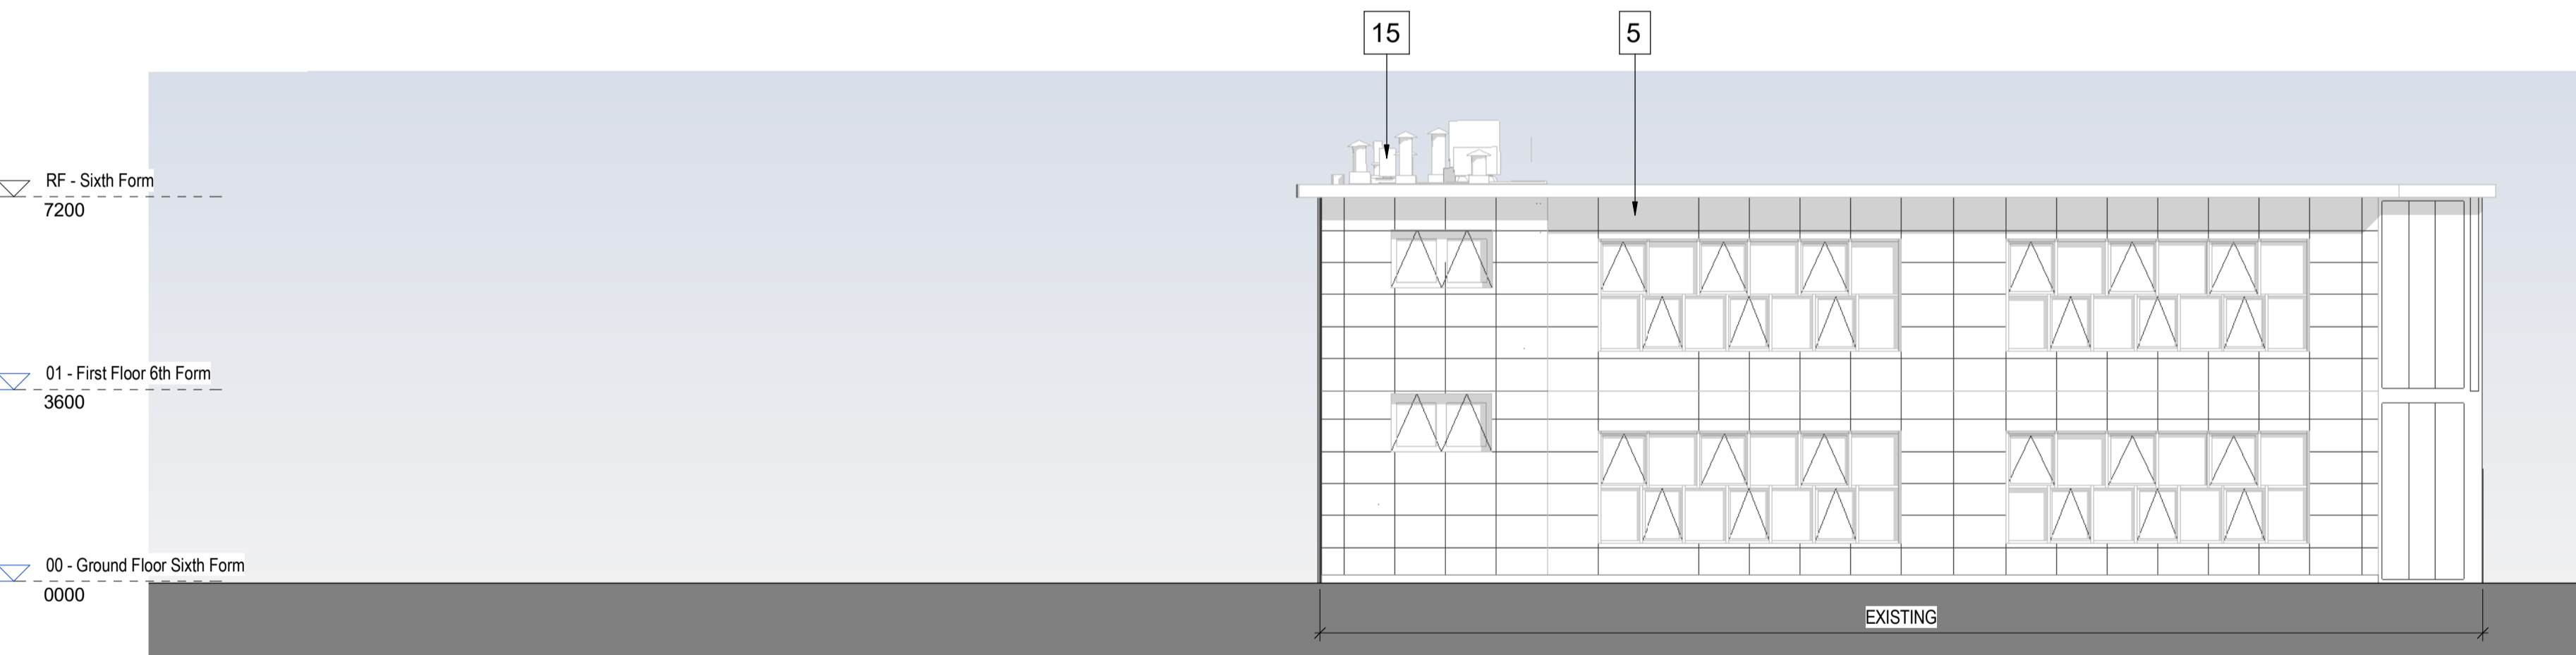 15
5
RF - Sixth Form
7200
01 - First Floor 6th Form
3600
00 - Ground Floor Sixth Form
0000
EXISTING